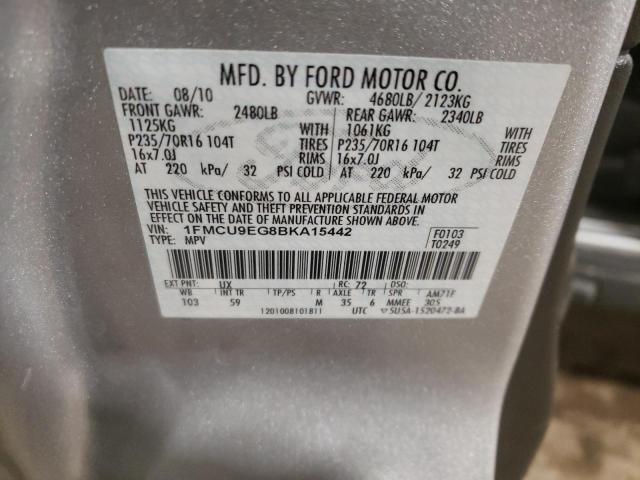 MFD. BY FORD MOTOR CO.
DATE: 08/10 GVWR: 4680LB/ 2123KG
FRONT GAWR: 2480LB REAR GAWR: 2340LB
1125KG WITH 1061KG WITH
P235/70R16 104T TIRES P235/70R16 104T TIRES
16x7.0J RIMS 16x7.0J RIMS
AT 220 kPa/ 32 PSI COLD AT 220 kPa/ 32 PSI COLD
THIS VEHICLE CONFORMS TO ALL APPLICABLE FEDERAL MOTOR
VEHICLE SAFETY AND THEFT PREVENTION STANDARDS IN
EFFECT ON THE DATE OF MANUFACTURE SHOWN ABOVE.
VIN: 1FMCU9EG8BKA15442 F0103
TYPE: MPV T0249
EXT PNT: UX RC: 72 DSO:
WB INT TR TP/PS R AXLE TR SPR AM71F
103 59 M 35 6 MMEE 305
1201008101811 UTC ▽5U5A-1520472-BA